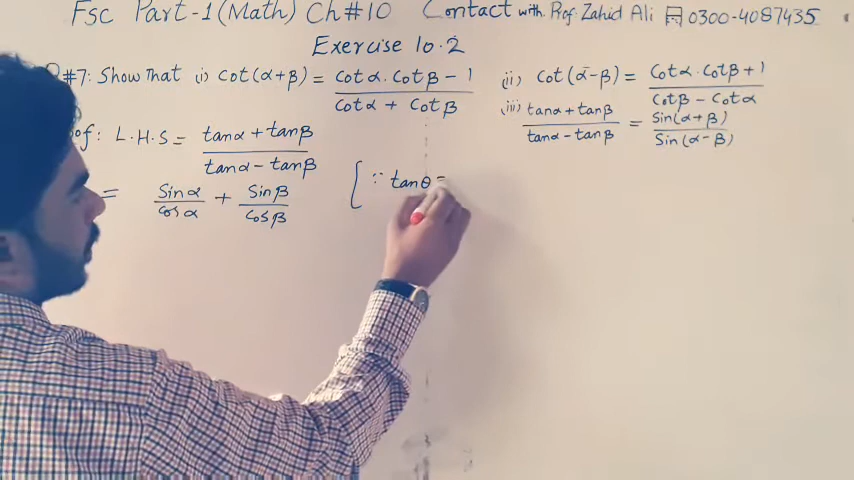 Fsc Part-1 (Math) Ch#10 Contact with Prof. Zahid Ali 0300-4087435
Exercise 10.2
Q#7: Show that (i) Cot(α+β) = Cotα.Cotβ - 1 / Cotα + Cotβ
(ii) Cot(α-β) = Cotα.Cotβ+1 / Cotβ - Cotα
(iii) tanα+tanβ / tanα-tanβ = Sin(α+β) / Sin(α-β)
of: L.H.S = tanα+tanβ / tanα-tanβ
= Sinα / Cosα + Sinβ / Cosβ [∵ tanθ =